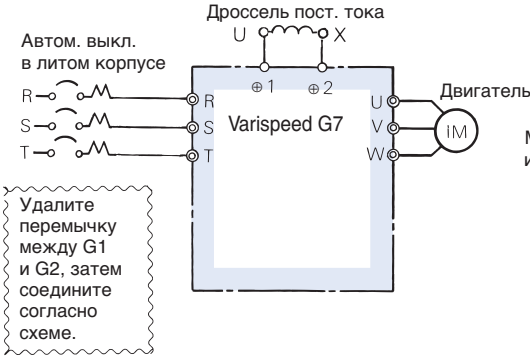 Дроссель пост. тока
U X
Автом. выкл.
в литом корпусе
⊕1 ⊕2
Двигатель
R R U
S S Varispeed G7 V IM
T T W
Удалите
перемычку
между G1
и G2, затем
соедините
согласно
схеме.